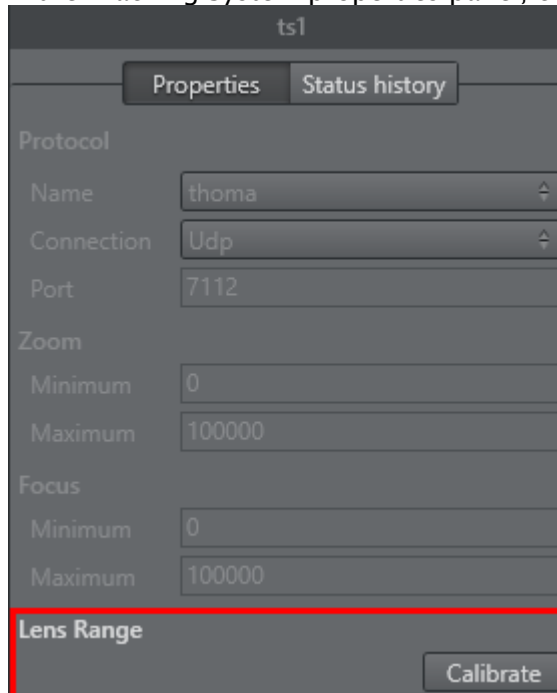 ts1
Properties Status history
Protocol
Name thoma
Connection Udp
Port 7112
Zoom
Minimum 0
Maximum 100000
Focus
Minimum 0
Maximum 100000
Lens Range
Calibrate